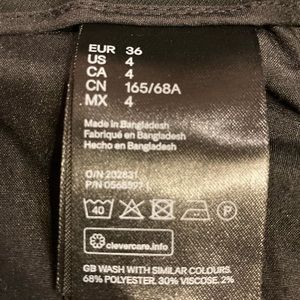 EUR 36
US 4
CA 4
CN 165/68A
MX 4
Made in Bangladesh
Fabriqué en Bangladesh
Hecho en Bangladesh
O/N 202831
P/N
40 P
clevercare.info
GB WASH WITH SIMILAR COLOURS.
68% POLYESTER. 30% VISCOSE. 2%